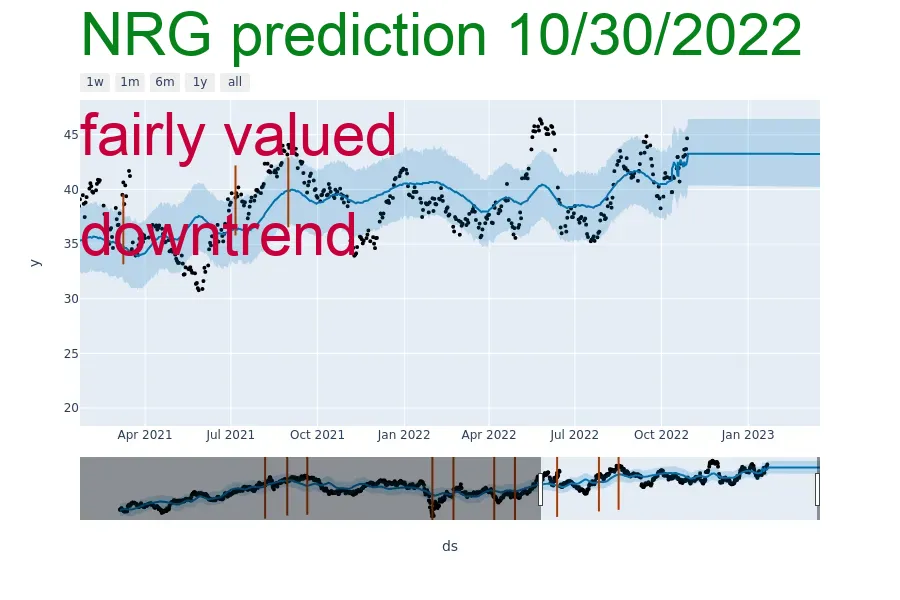 NRG prediction 10/30/2022
1w 1m 6m 1y all
fairly valued
downtrend
45
40
35
30
25
20
y
Apr 2021 Jul 2021 Oct 2021 Jan 2022 Apr 2022 Jul 2022 Oct 2022 Jan 2023
ds